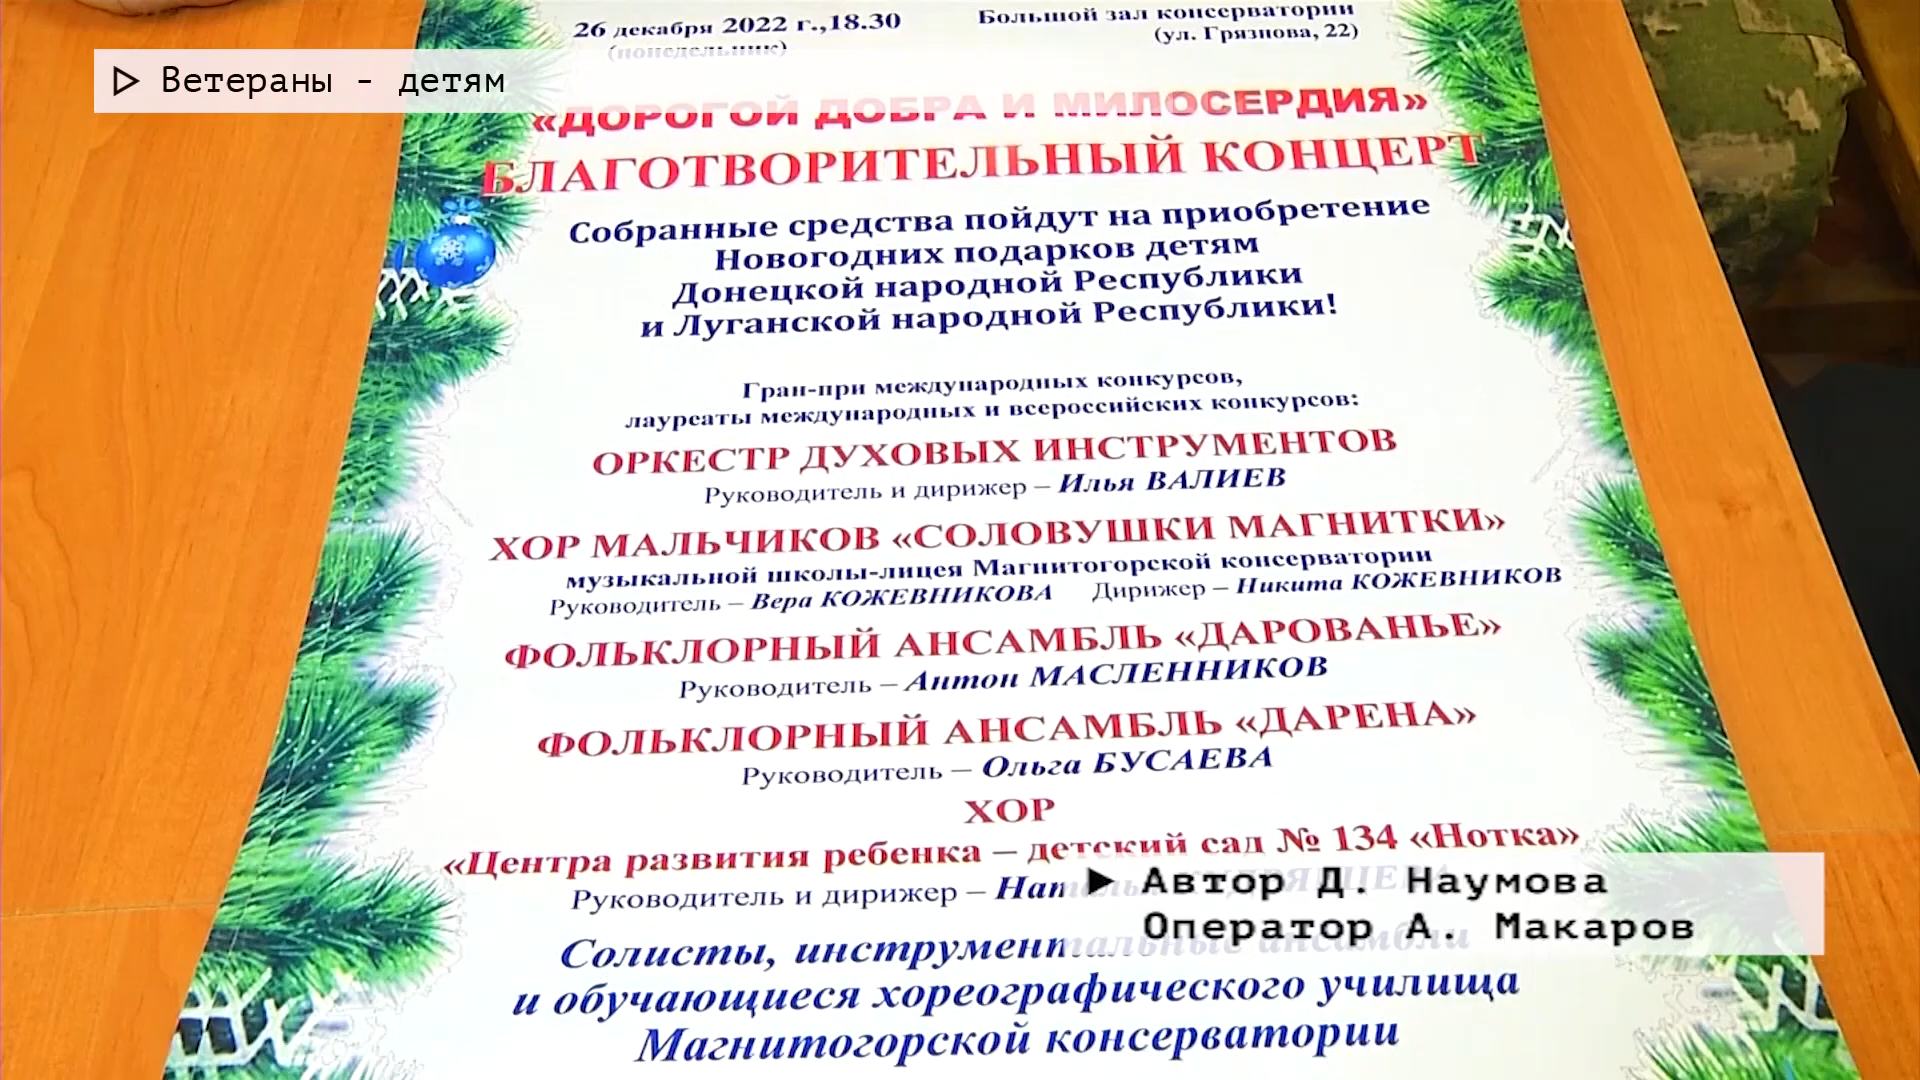 26 декабря 2022 г.,18.30
(понедельник)
Большой зал консерватории
(ул. Грязнова, 22)
Ветераны - детям
«ДОРОГОЙ ДОБРА И МИЛОСЕРДИЯ»
БЛАГОТВОРИТЕЛЬНЫЙ КОНЦЕРТ
Собранные средства пойдут на приобретение
Новогодних подарков детям
Донецкой народной Республики
и Луганской народной Республики!
Гран-при международных конкурсов,
лауреаты международных и всероссийских конкурсов:
ОРКЕСТР ДУХОВЫХ ИНСТРУМЕНТОВ
Руководитель и дирижер – Илья ВАЛИЕВ
ХОР МАЛЬЧИКОВ «СОЛОВУШКИ МАГНИТКИ»
музыкальной школы-лицея Магнитогорской консерватории
Руководитель – Вера КОЖЕВНИКОВА Дирижер – Никита КОЖЕВНИКОВ
ФОЛЬКЛОРНЫЙ АНСАМБЛЬ «ДАРОВАНЬЕ»
Руководитель – Антон МАСЛЕННИКОВ
ФОЛЬКЛОРНЫЙ АНСАМБЛЬ «ДАРЕНА»
Руководитель – Ольга БУСАЕВА
ХОР
«Центра развития ребенка – детский сад № 134 «Нотка»
Руководитель и дирижер –
Автор Д. Наумова
Оператор А. Макаров
Солисты, инструментальные ансамбли
и обучающиеся хореографического училища
Магнитогорской консерватории